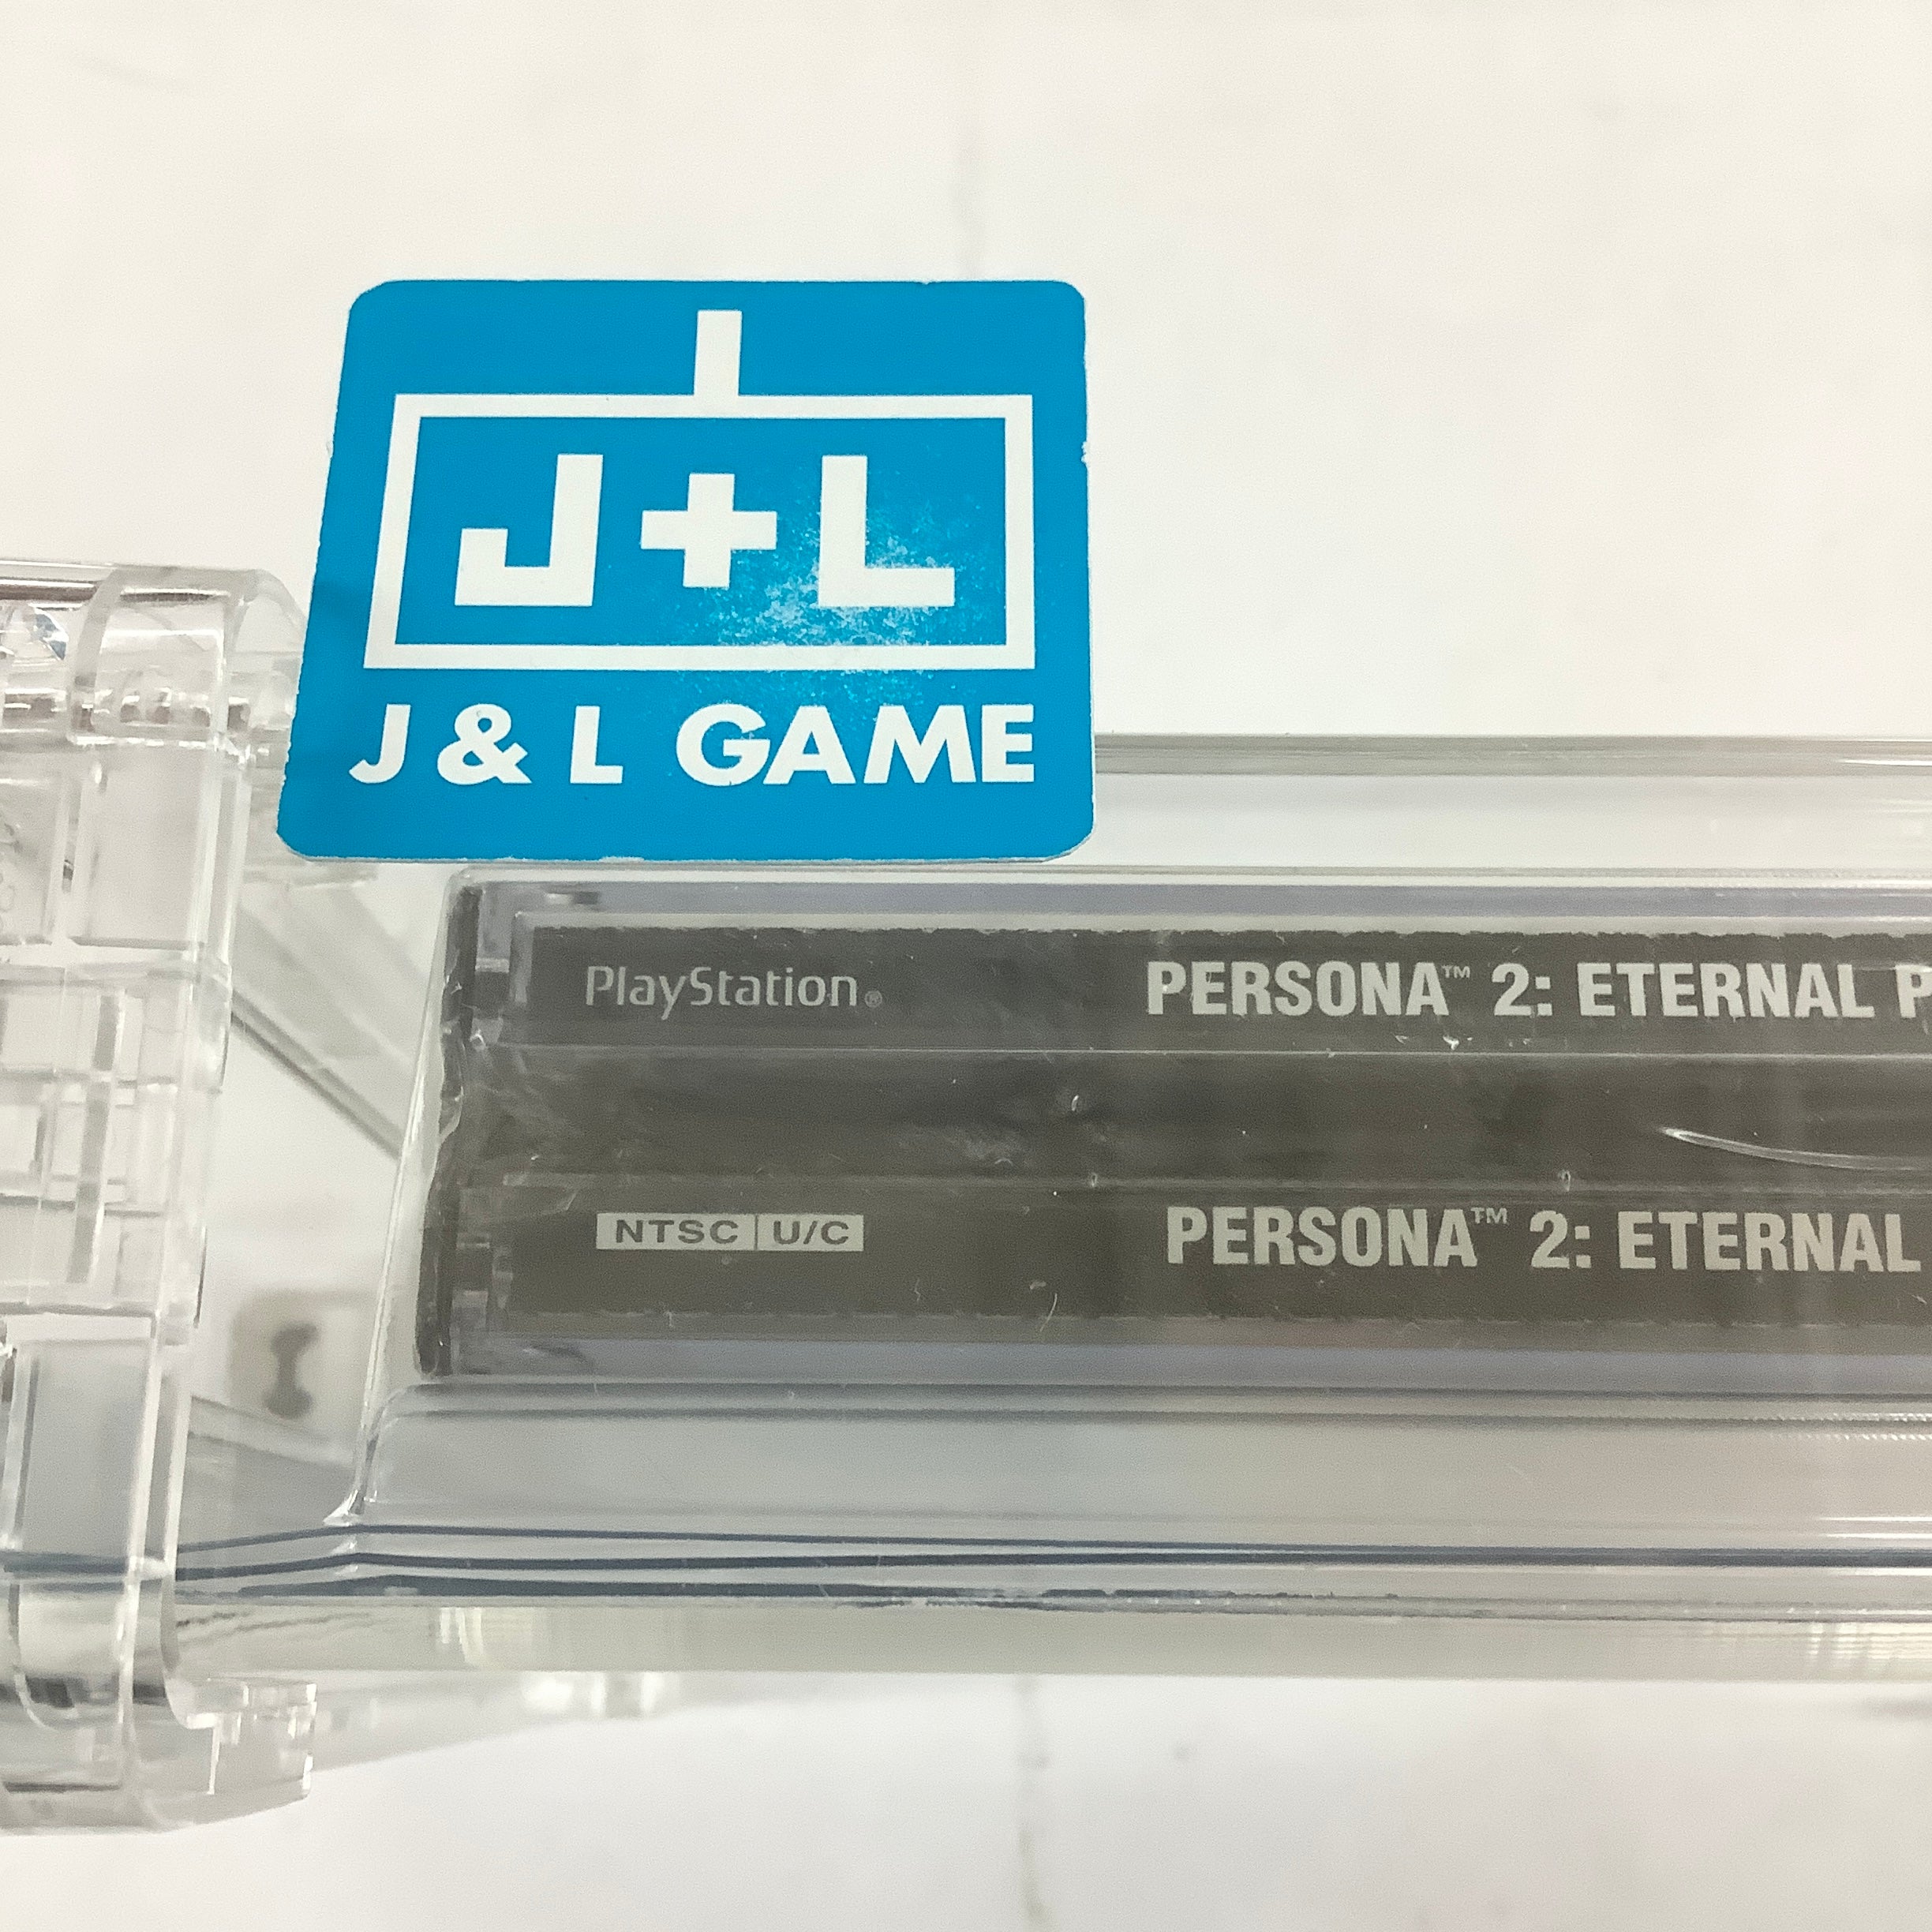 J+L
J & L GAME
PlayStation® PERSONA™ 2: ETERNAL P
NTSC U/C PERSONA™ 2: ETERNAL